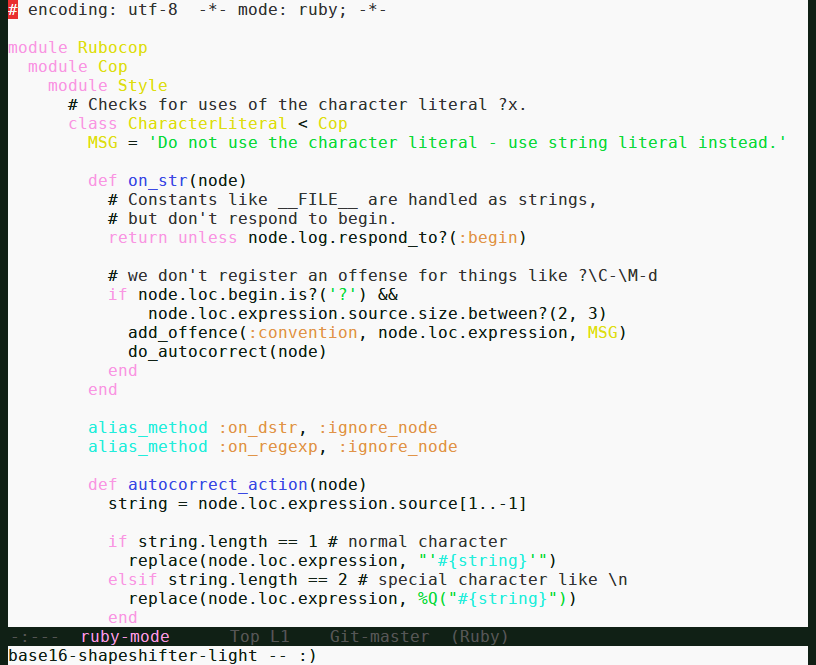 # encoding: utf-8  -*- mode: ruby; -*-

module Rubocop
  module Cop
    module Style
      # Checks for uses of the character literal ?x.
      class CharacterLiteral < Cop
        MSG = 'Do not use the character literal - use string literal instead.'

        def on_str(node)
          # Constants like __FILE__ are handled as strings,
          # but don't respond to begin.
          return unless node.log.respond_to?(:begin)

          # we don't register an offense for things like ?\C-\M-d
          if node.loc.begin.is?('?') &&
              node.loc.expression.source.size.between?(2, 3)
            add_offence(:convention, node.loc.expression, MSG)
            do_autocorrect(node)
          end
        end

        alias_method :on_dstr, :ignore_node
        alias_method :on_regexp, :ignore_node

        def autocorrect_action(node)
          string = node.loc.expression.source[1..-1]

          if string.length == 1 # normal character
            replace(node.loc.expression, "'#{string}'")
          elsif string.length == 2 # special character like \n
            replace(node.loc.expression, %Q("#{string}"))
          end
-:---  ruby-mode      Top L1    Git-master  (Ruby)
base16-shapeshifter-light -- :)